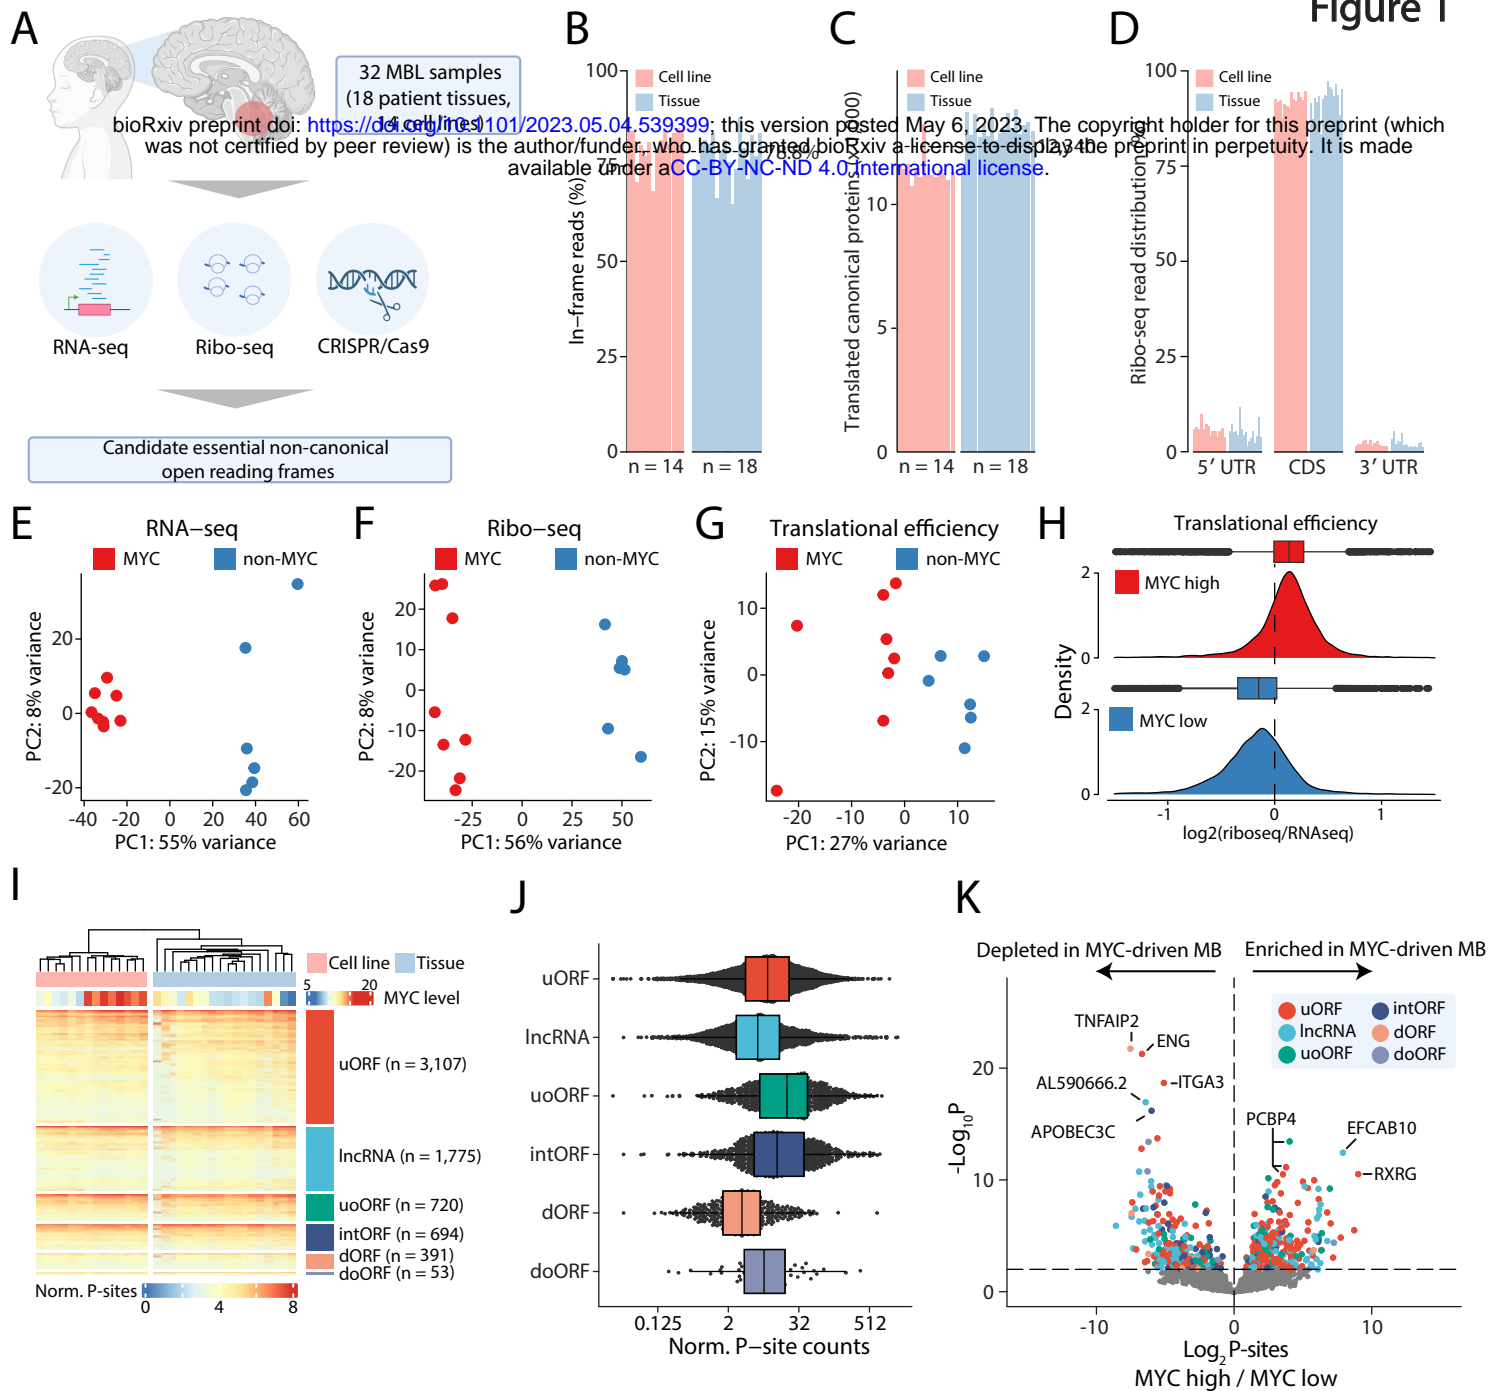 Figure 1
A
32 MBL samples
(18 patient tissues,
14 cell lines)
bioRxiv preprint doi: https://doi.org/10.1101/2023.05.04.539399; this version posted May 6, 2023. The copyright holder for this preprint (which
was not certified by peer review) is the author/funder, who has granted bioRxiv a license to display the preprint in perpetuity. It is made
available under aCC-BY-NC-ND 4.0 International license.
RNA-seq
Ribo-seq
CRISPR/Cas9
Candidate essential non-canonical
open reading frames
B
Cell line
Tissue
In−frame reads (%)
100
75
50
25
0
78.8%
n = 14
n = 18
C
Cell line
Tissue
Translated canonical proteins (x 1,000)
10
5
0
12,340
n = 14
n = 18
D
Cell line
Tissue
Ribo-seq read distribution (%)
100
75
50
25
0
5′ UTR
CDS
3′ UTR
E
RNA−seq
MYC
non-MYC
PC2: 8% variance
20
0
-20
-40
-20
0
20
40
60
PC1: 55% variance
F
Ribo−seq
MYC
non-MYC
PC2: 8% variance
20
10
0
-10
-20
-25
0
25
50
PC1: 56% variance
G
Translational efficiency
MYC
non-MYC
PC2: 15% variance
10
0
-10
-20
-10
0
10
PC1: 27% variance
H
Translational efficiency
MYC high
2
0
MYC low
2
0
Density
-1
0
1
log2(riboseq/RNAseq)
I
Cell line
Tissue
5
20
MYC level
uORF (n = 3,107)
lncRNA (n = 1,775)
uoORF (n = 720)
intORF (n = 694)
dORF (n = 391)
doORF (n = 53)
Norm. P-sites
0
4
8
J
uORF
lncRNA
uoORF
intORF
dORF
doORF
0.125
2
32
512
Norm. P−site counts
K
Depleted in MYC-driven MB
Enriched in MYC-driven MB
uORF
lncRNA
uoORF
intORF
dORF
doORF
TNFAIP2
ENG
ITGA3
AL590666.2
APOBEC3C
PCBP4
EFCAB10
RXRG
-Log10P
20
10
0
-10
0
10
Log2 P-sites
MYC high / MYC low